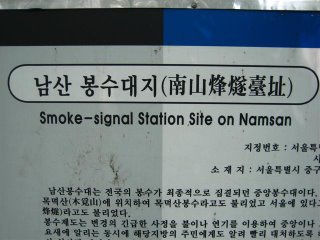 남산 봉수대지(南山烽燧臺址)
Smoke-signal Station Site on Namsan
지정번호 : 서울특
시
소 재 지 : 서울특별시 중구
남산봉수대는 전국의 봉수가 최종적으로 집결되던 중앙봉수대이다.
목멱산(木覓山)에 위치하여 목멱산봉수라고도 불리었고 서울에 있다고
라고도 불리었다.
봉수제도는 변경의 긴급한 사정을 불이나 연기를 이용하여 중앙이나
요새에 알리는 동시에 해당지방의 주민에게도 알려 빨리 대처하도록